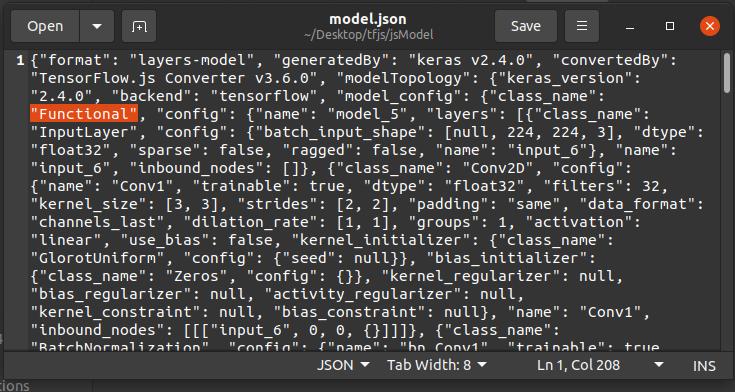 model.json
Open
Save
~/Desktop/tfjs/jsModel
1 {"format": "layers-model", "generatedBy": "keras v2.4.0", "convertedBy":
"TensorFlow.js Converter v3.6.0", "modelTopology": {"keras_version":
"2.4.0", "backend": "tensorflow", "model_config": {"class_name":
"Functional", "config": {"name": "model_5", "layers": [{"class_name":
"InputLayer", "config": {"batch_input_shape": [null, 224, 224, 3], "dtype":
"float32", "sparse": false, "ragged": false, "name": "input_6"}, "name":
"input_6", "inbound_nodes": []}, {"class_name": "Conv2D", "config":
{"name": "Conv1", "trainable": true, "dtype": "float32", "filters": 32,
"kernel_size": [3, 3], "strides": [2, 2], "padding": "same", "data_format":
"channels_last", "dilation_rate": [1, 1], "groups": 1, "activation":
"linear", "use_bias": false, "kernel_initializer": {"class_name":
"GlorotUniform", "config": {"seed": null}}, "bias_initializer":
{"class_name": "Zeros", "config": {}}, "kernel_regularizer": null,
"bias_regularizer": null, "activity_regularizer": null,
"kernel_constraint": null, "bias_constraint": null}, "name": "Conv1",
"inbound_nodes": [[["input_6", 0, 0, {}]]]}, {"class_name":
"BatchNormalization", "config": {"name": "bn_Conv1", "trainable": true,
JSON
Tab Width: 8
Ln 1, Col 208
INS